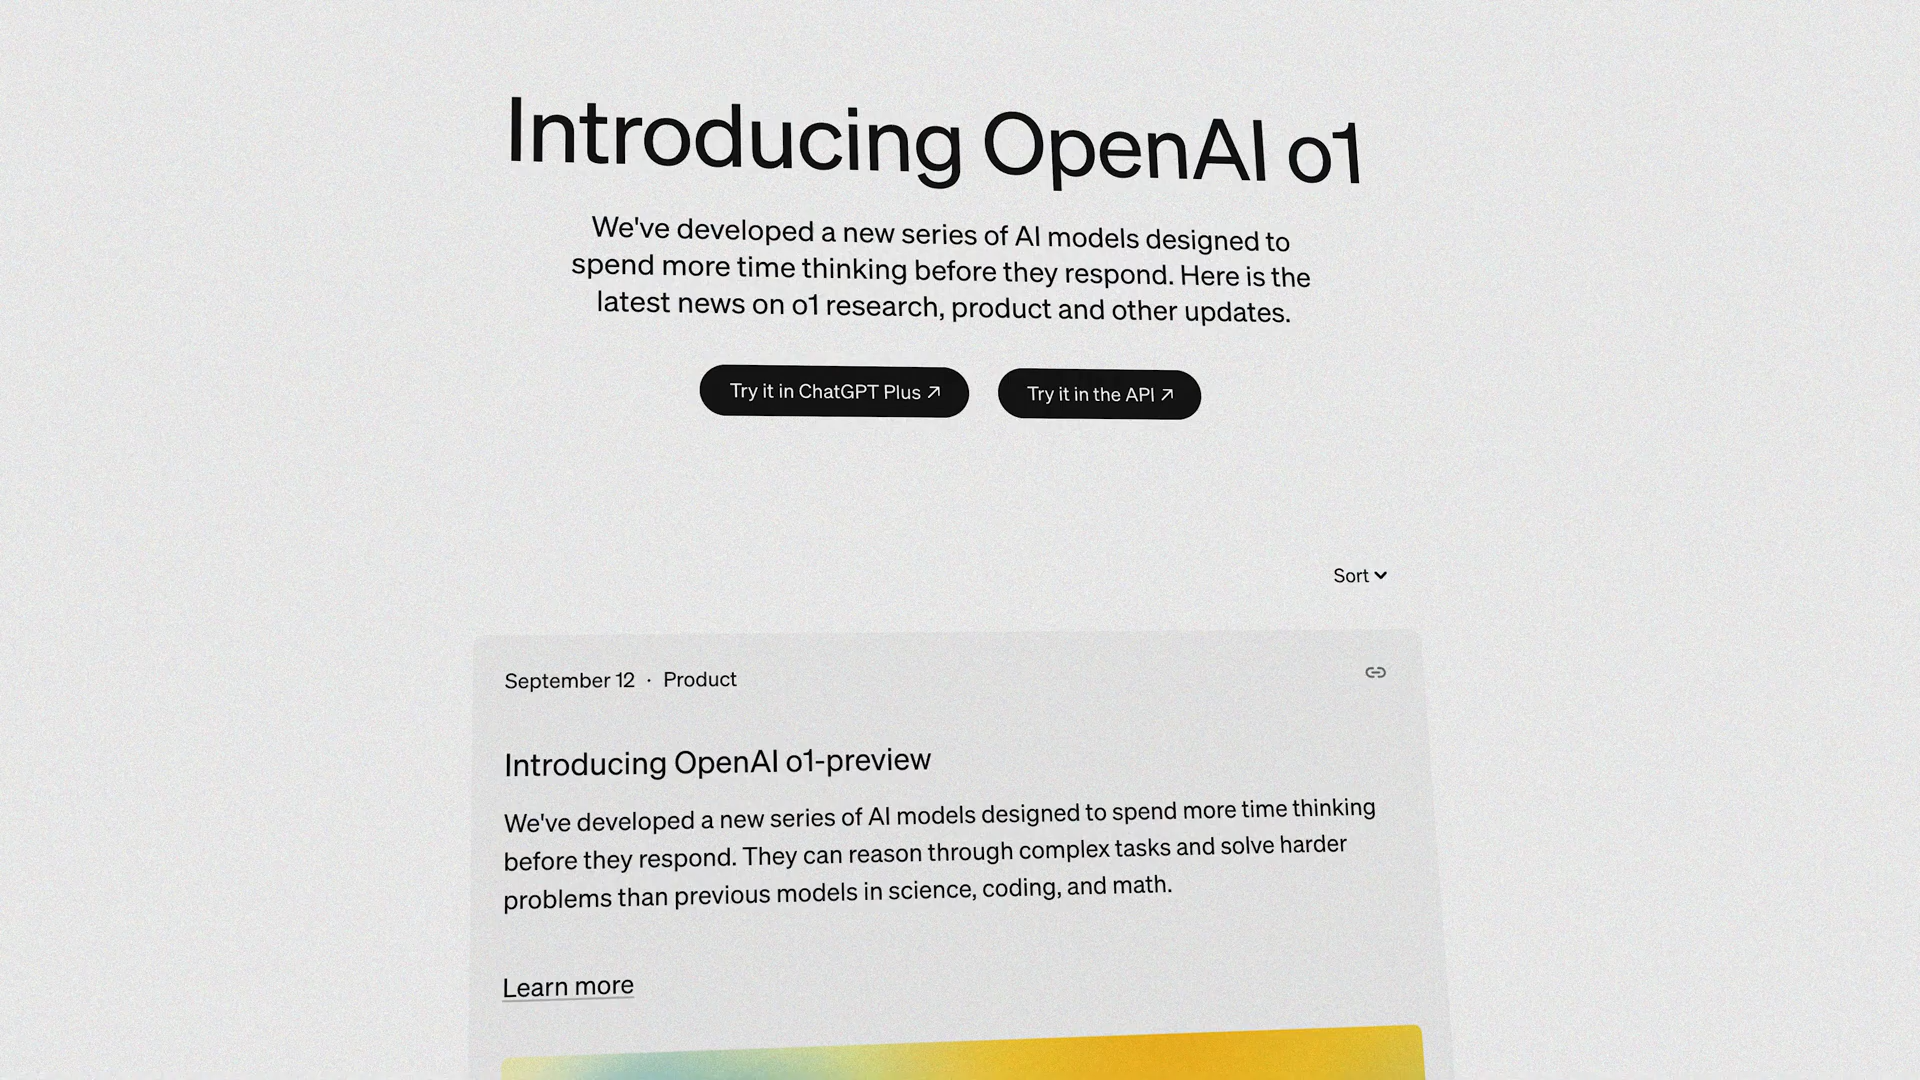 Introducing OpenAI o1
We've developed a new series of AI models designed to
spend more time thinking before they respond. Here is the
latest news on o1 research, product and other updates.
Try it in ChatGPT Plus ↗
Try it in the API ↗
Sort
September 12 · Product
Introducing OpenAI o1-preview
We've developed a new series of AI models designed to spend more time thinking
before they respond. They can reason through complex tasks and solve harder
problems than previous models in science, coding, and math.
Learn more